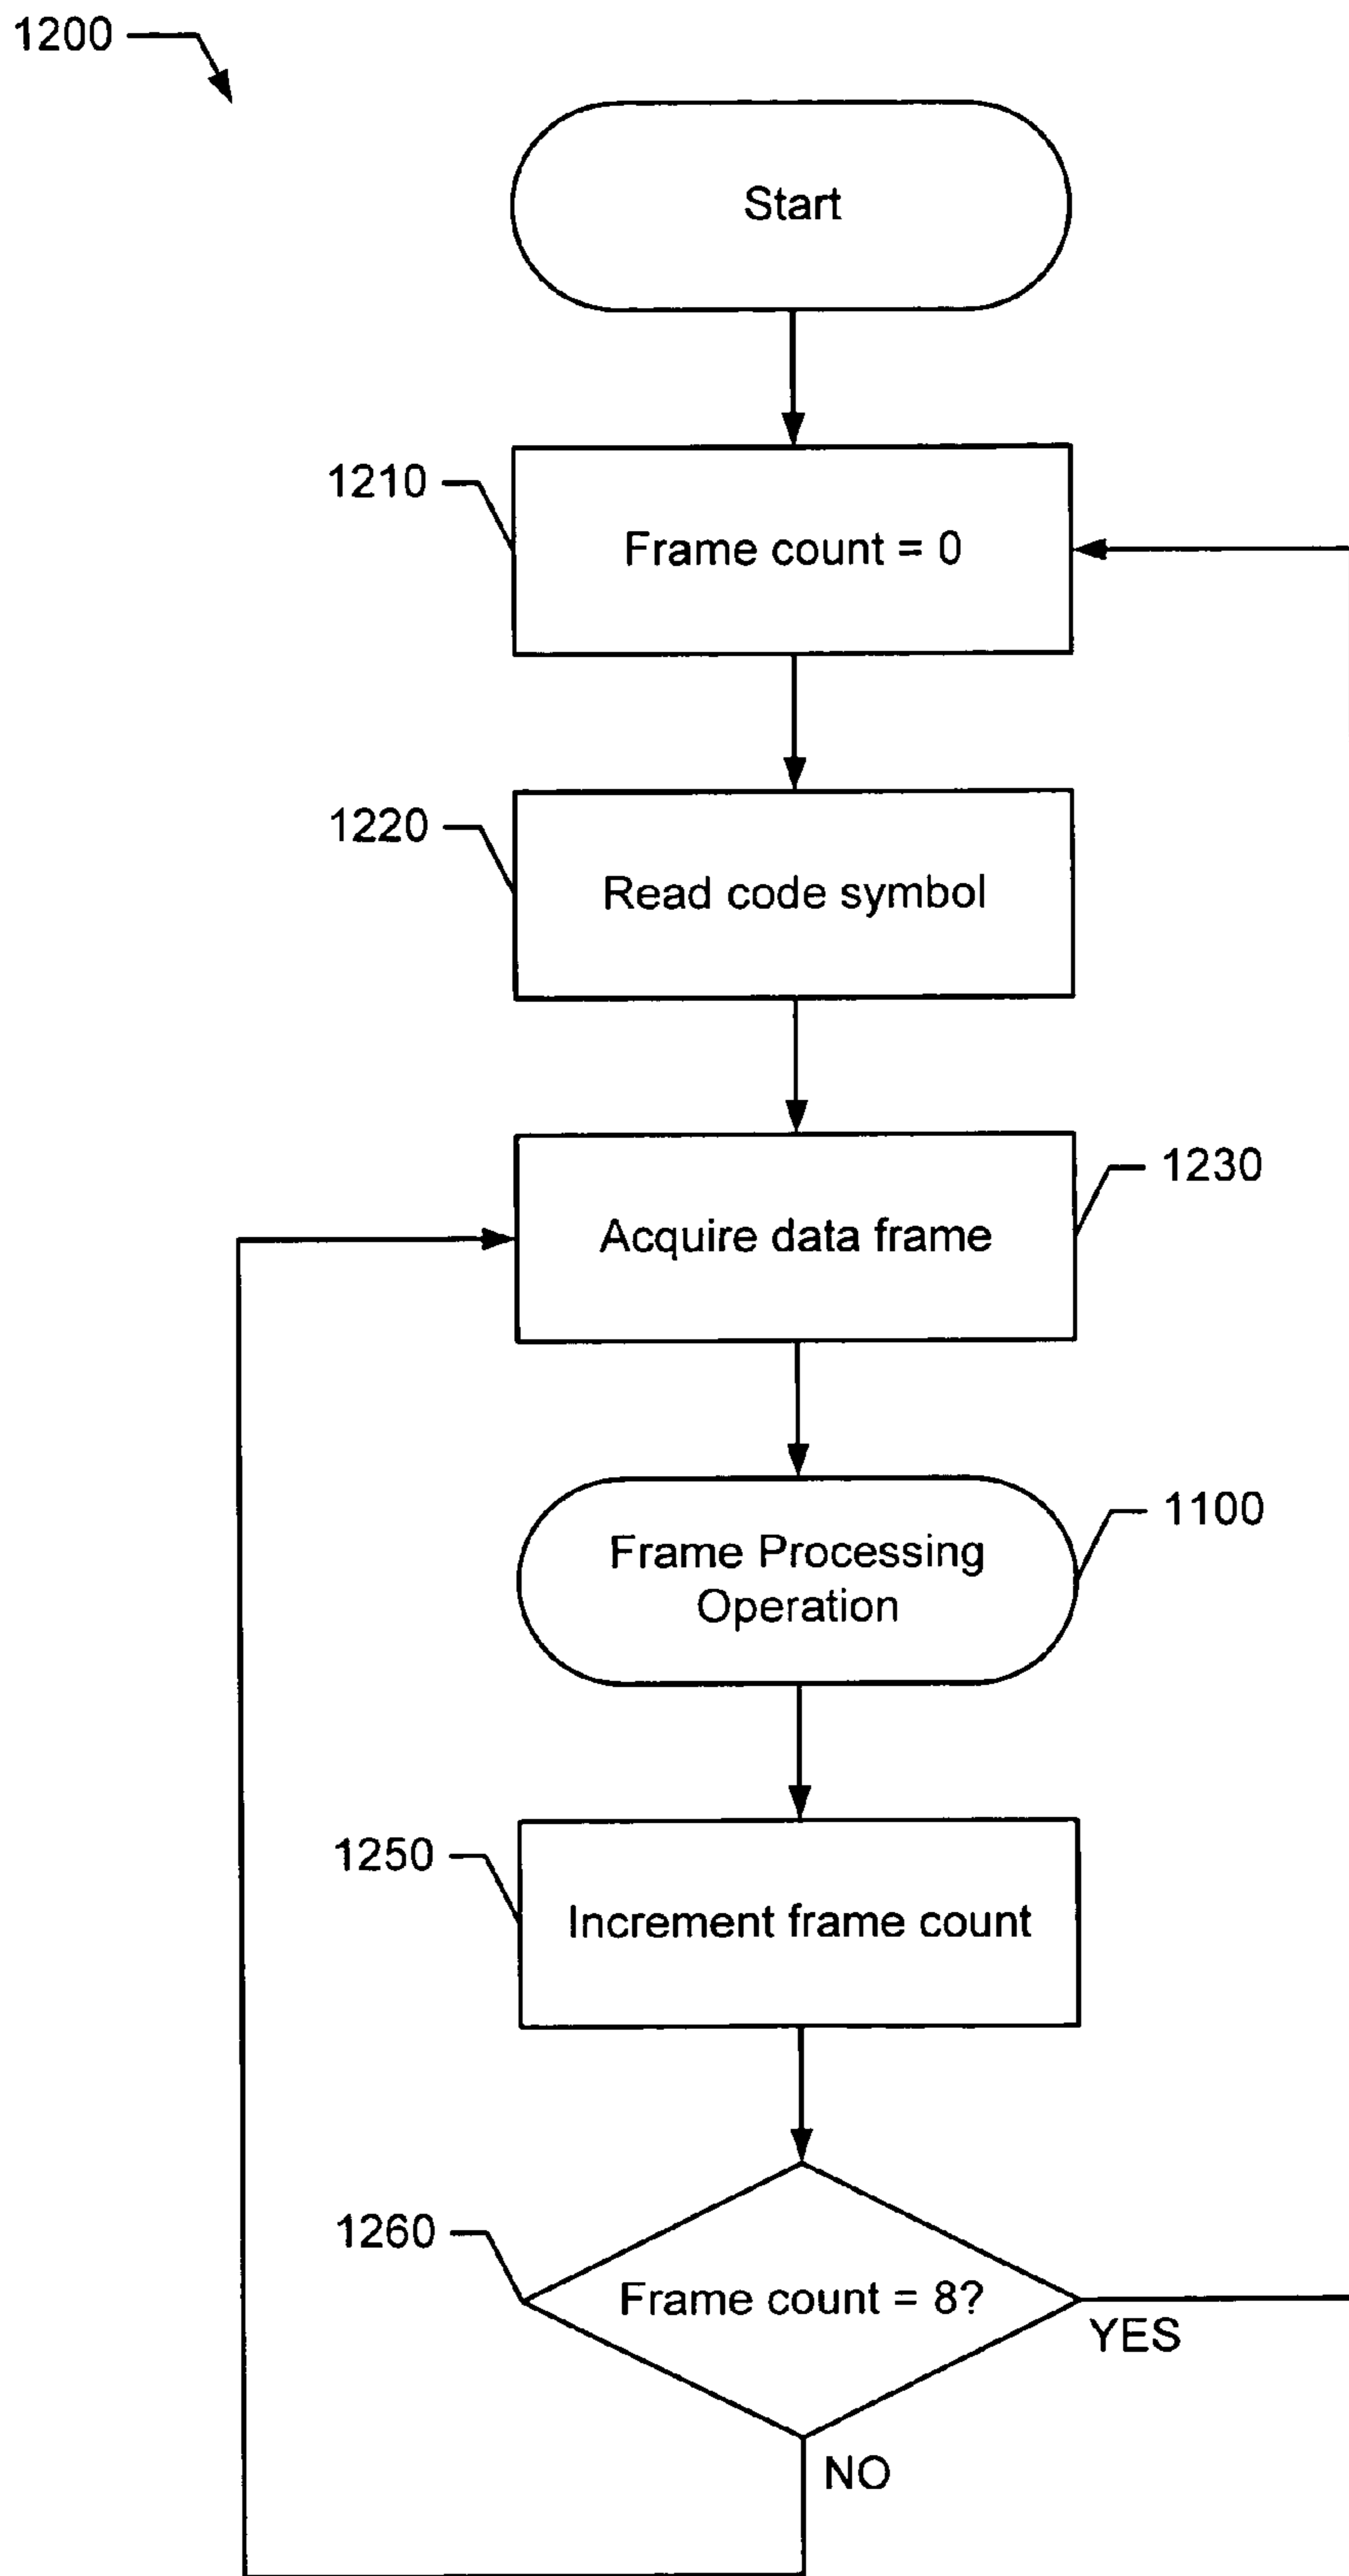 1200
Start
1210
Frame count = 0
1220
Read code symbol
1230
Acquire data frame
1100
Frame Processing
Operation
1250
Increment frame count
1260
Frame count = 8?
YES
NO